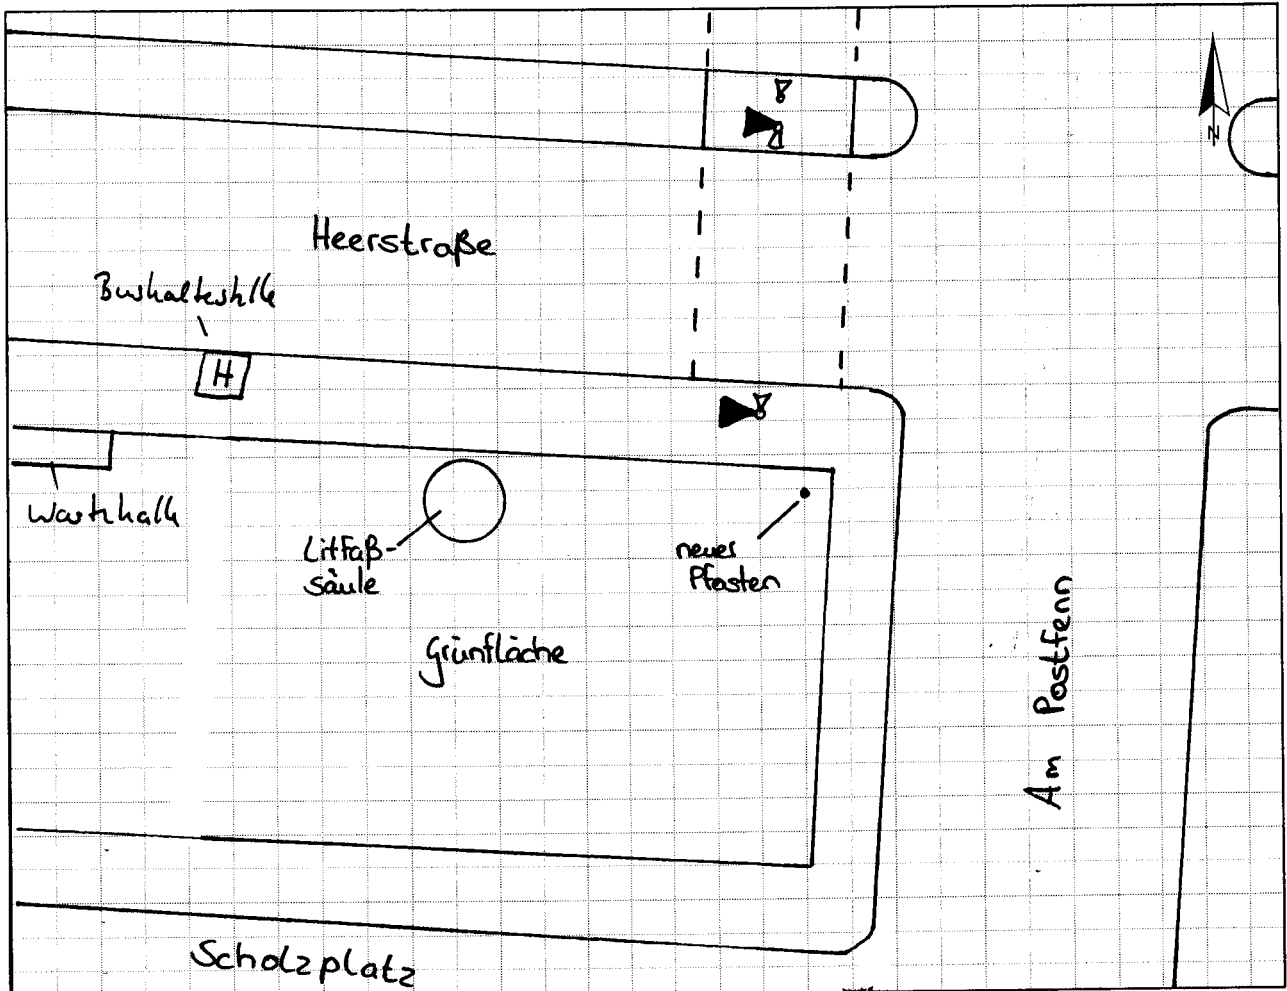 N
Heerstraße
Bushaltestelle
H
Wartehalle
Litfaß-
säule
neuer
Pfosten
Grünfläche
Am Postfenn
Scholzplatz